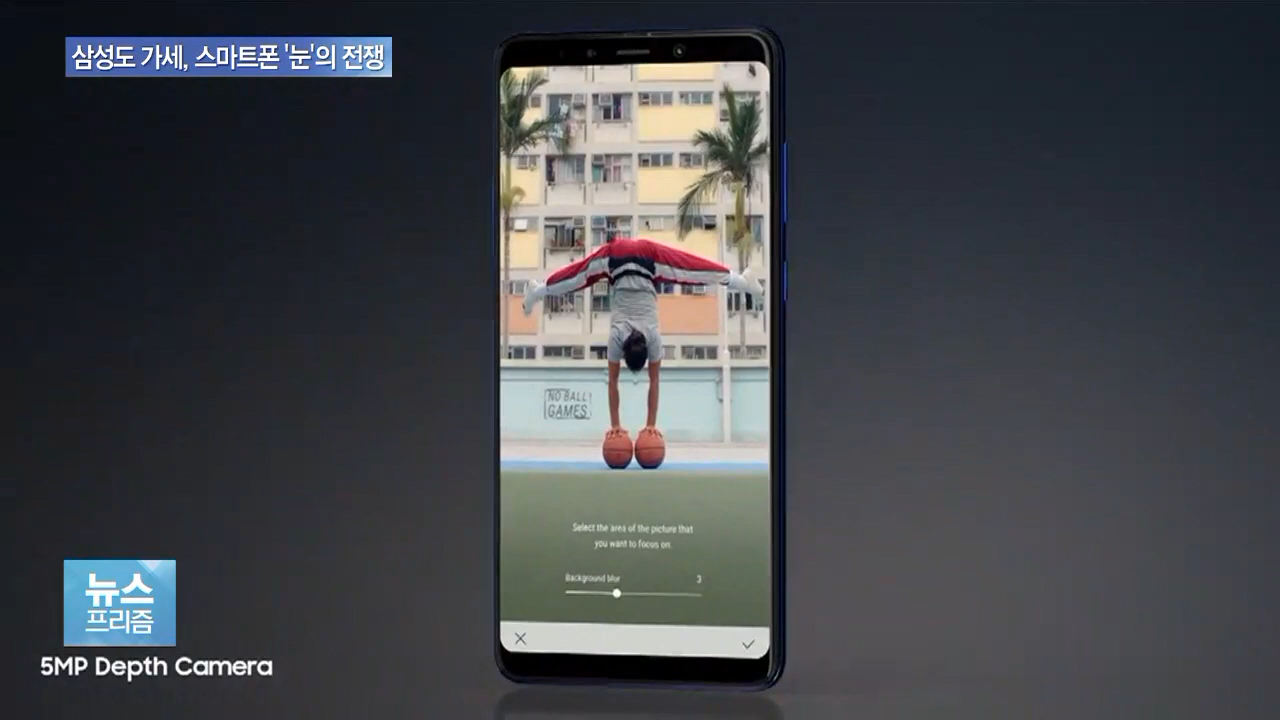 삼성도 가세, 스마트폰 '눈'의 전쟁
NO BALL
GAMES
Select the area of the picture that
you want to focus on.
Background blur 3
뉴스
프리즘
5MP Depth Camera